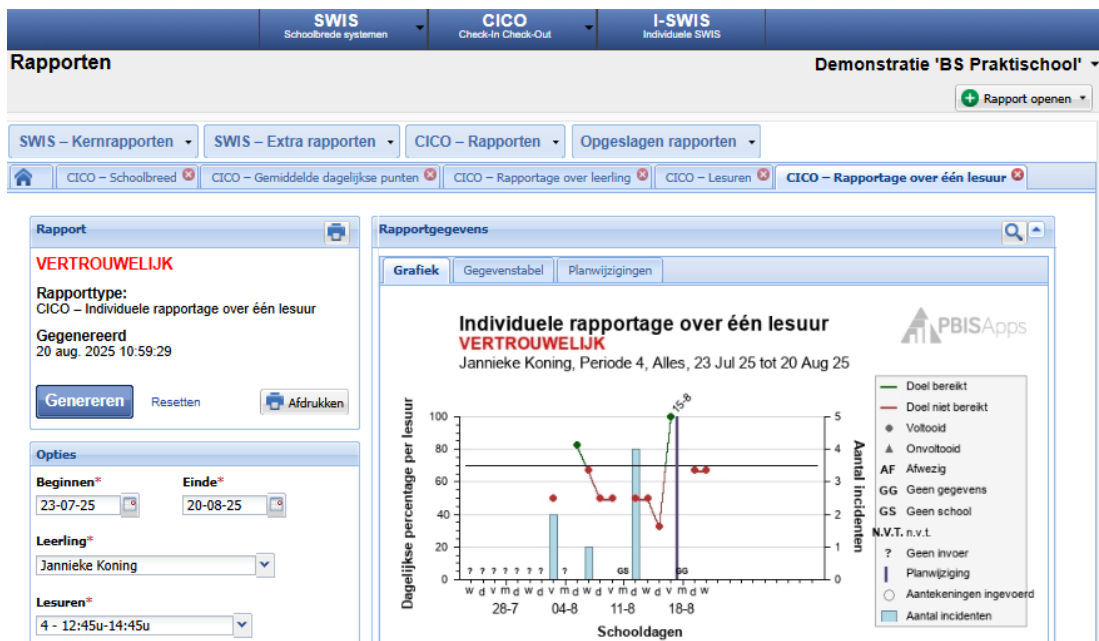 SWIS
Schoolbrede systemen
CICO
Check-In Check-Out
I-SWIS
Individuele SWIS
Rapporten
Demonstratie 'BS Praktischool'
Rapport openen
SWIS – Kernrapporten
SWIS – Extra rapporten
CICO – Rapporten
Opgeslagen rapporten
CICO – Schoolbreed
CICO – Gemiddelde dagelijkse punten
CICO – Rapportage over leerling
CICO – Lesuren
CICO – Rapportage over één lesuur
Rapport
VERTROUWELIJK
Rapporttype:
CICO – Individuele rapportage over één lesuur
Gegenereerd
20 aug. 2025 10:59:29
Genereren
Resetten
Afdrukken
Opties
Beginnen*
Einde*
23-07-25
20-08-25
Leerling*
Jannieke Koning
Lesuren*
4 - 12:45u-14:45u
Rapportgegevens
Grafiek
Gegevenstabel
Planwijzigingen
Individuele rapportage over één lesuur
VERTROUWELIJK
Jannieke Koning, Periode 4, Alles, 23 Jul 25 tot 20 Aug 25
PBISApps
Dagelijkse percentage per lesuur
100
80
60
40
20
0
15-8
? ? ? ? ? ? ? ? GS GG
w d v m d w d v m d w d v m d w d v m d w
28-7 04-8 11-8 18-8
Schooldagen
5
4
3
2
1
0
Aantal incidenten
Doel bereikt
Doel niet bereikt
Voltooid
Onvoltooid
AF Afwezig
GG Geen gegevens
GS Geen school
N.V.T. n.v.t.
? Geen invoer
Planwijziging
Aantekeningen ingevoerd
Aantal incidenten